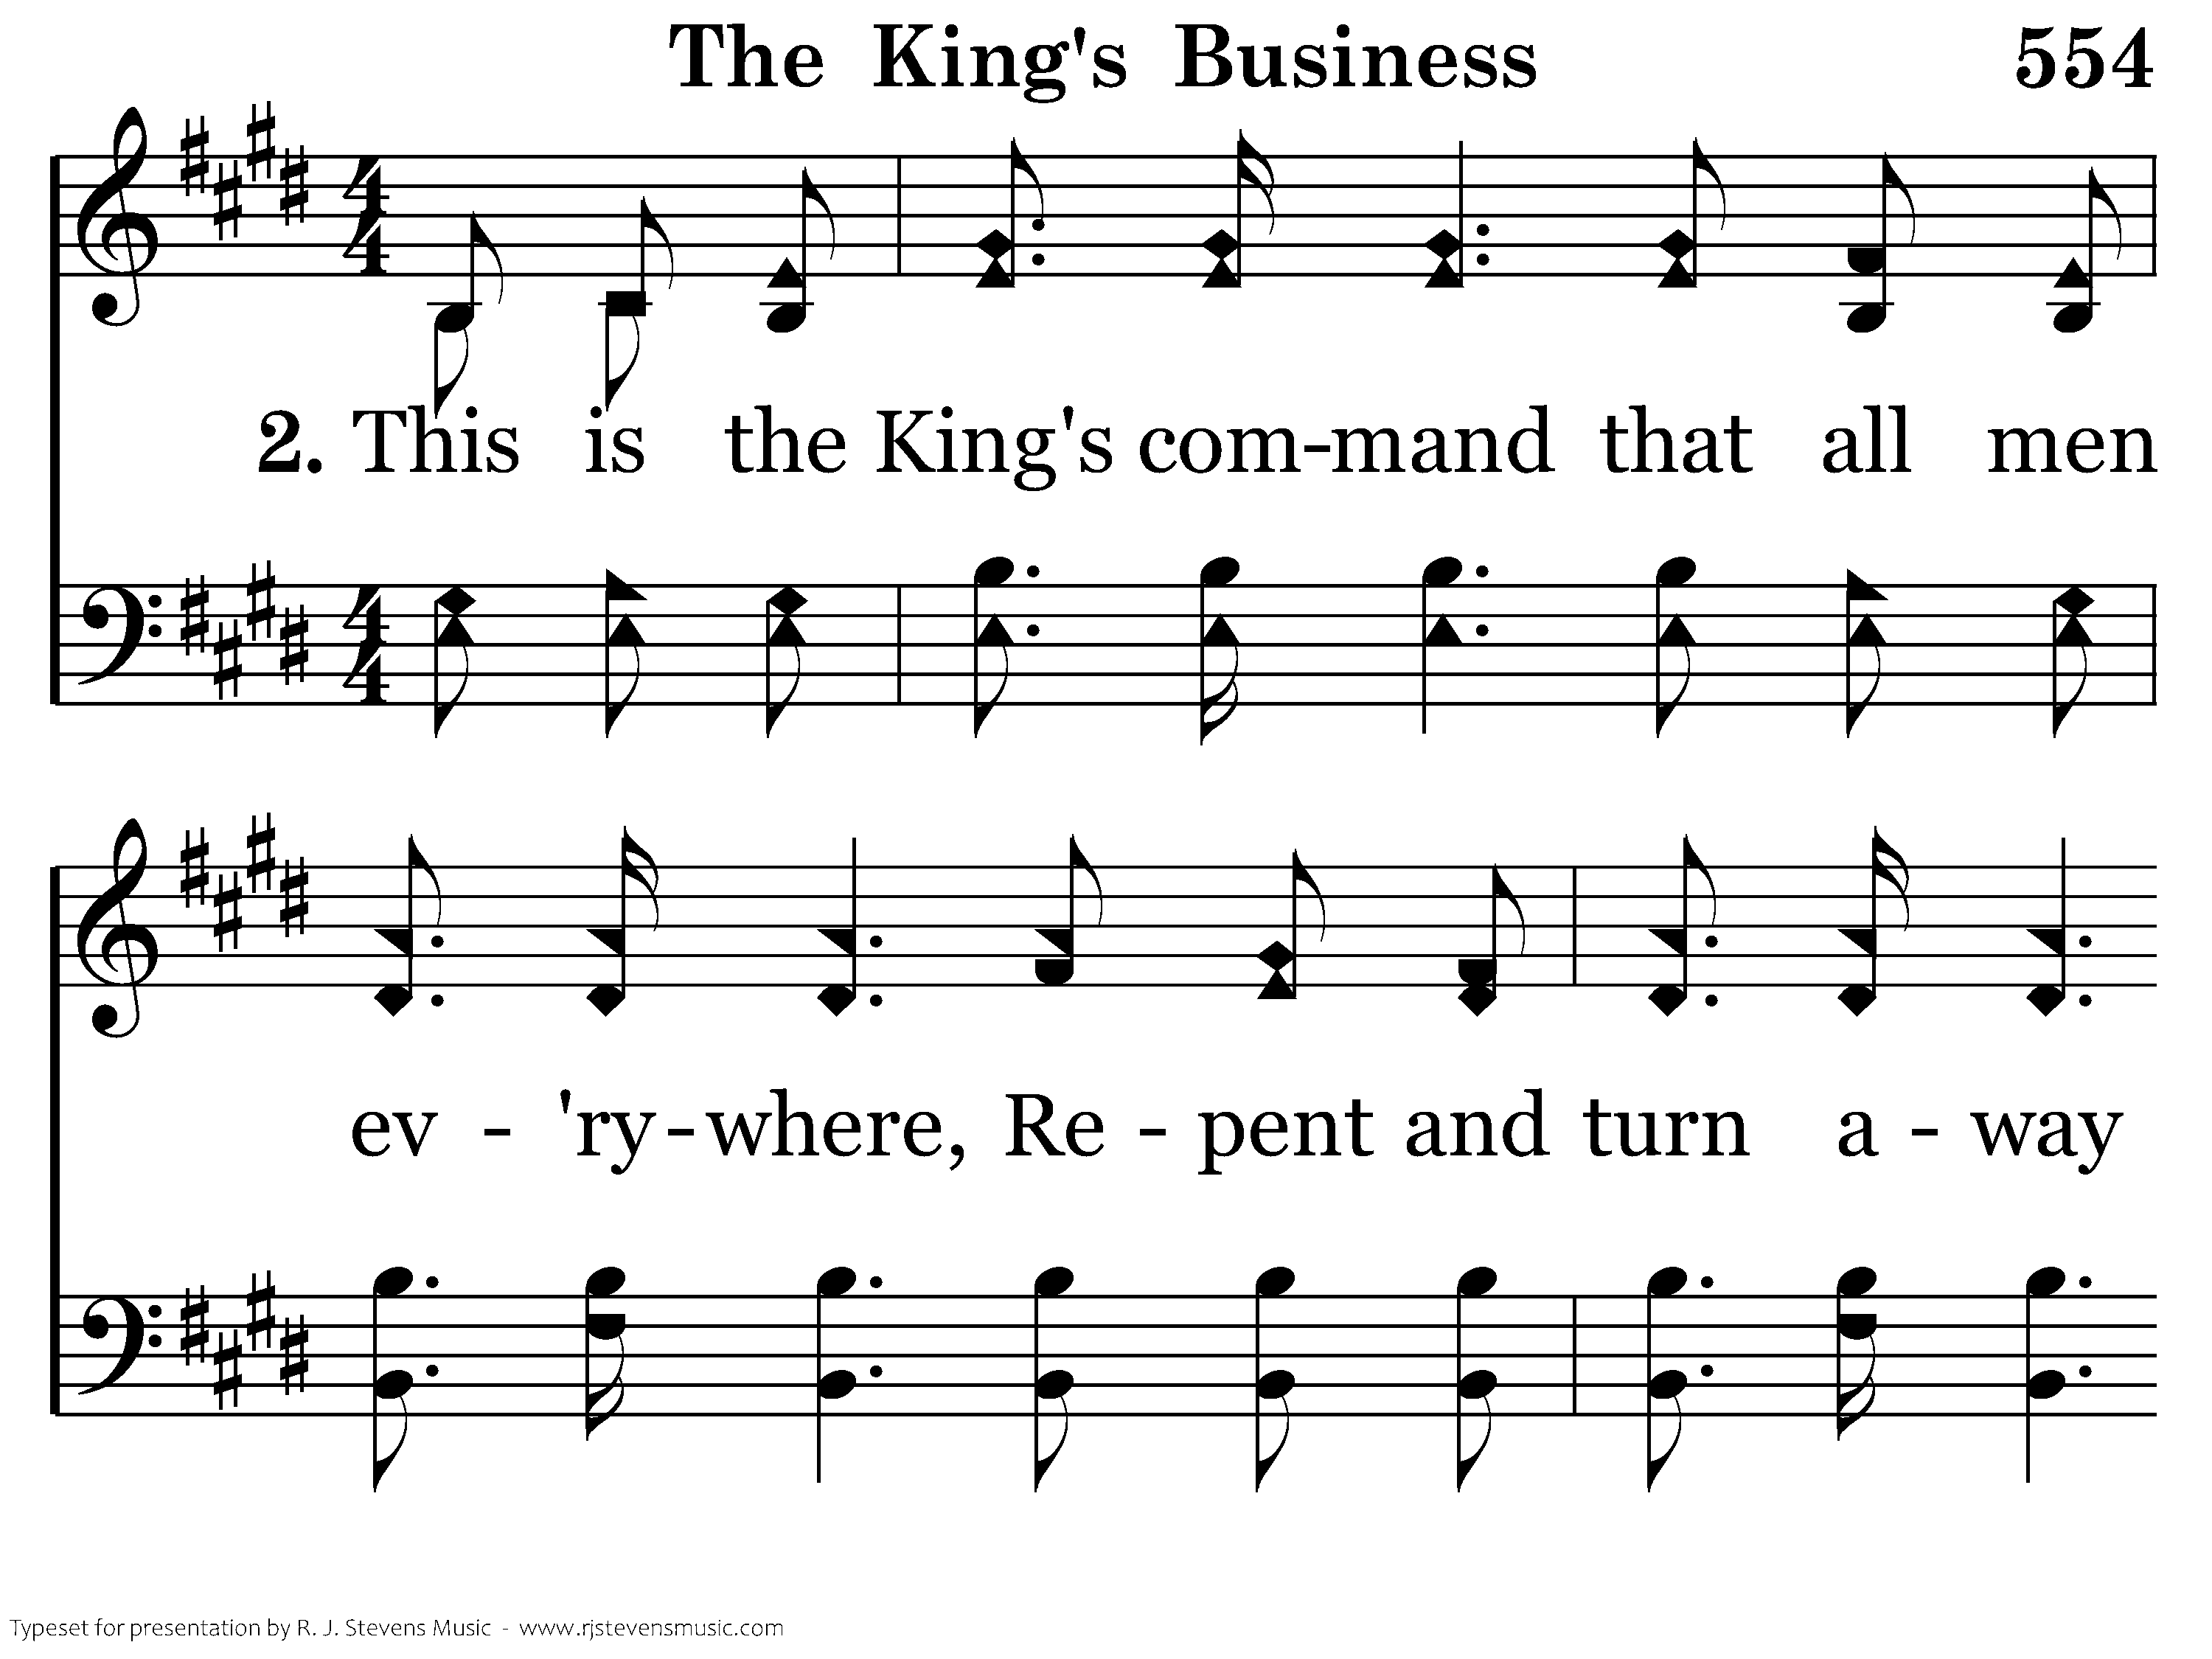 The King's Business 554
2. This is the King's com-mand that all men
ev - 'ry-where, Re - pent and turn a - way
Typeset for presentation by R. J. Stevens Music - www.rjstevensmusic.com